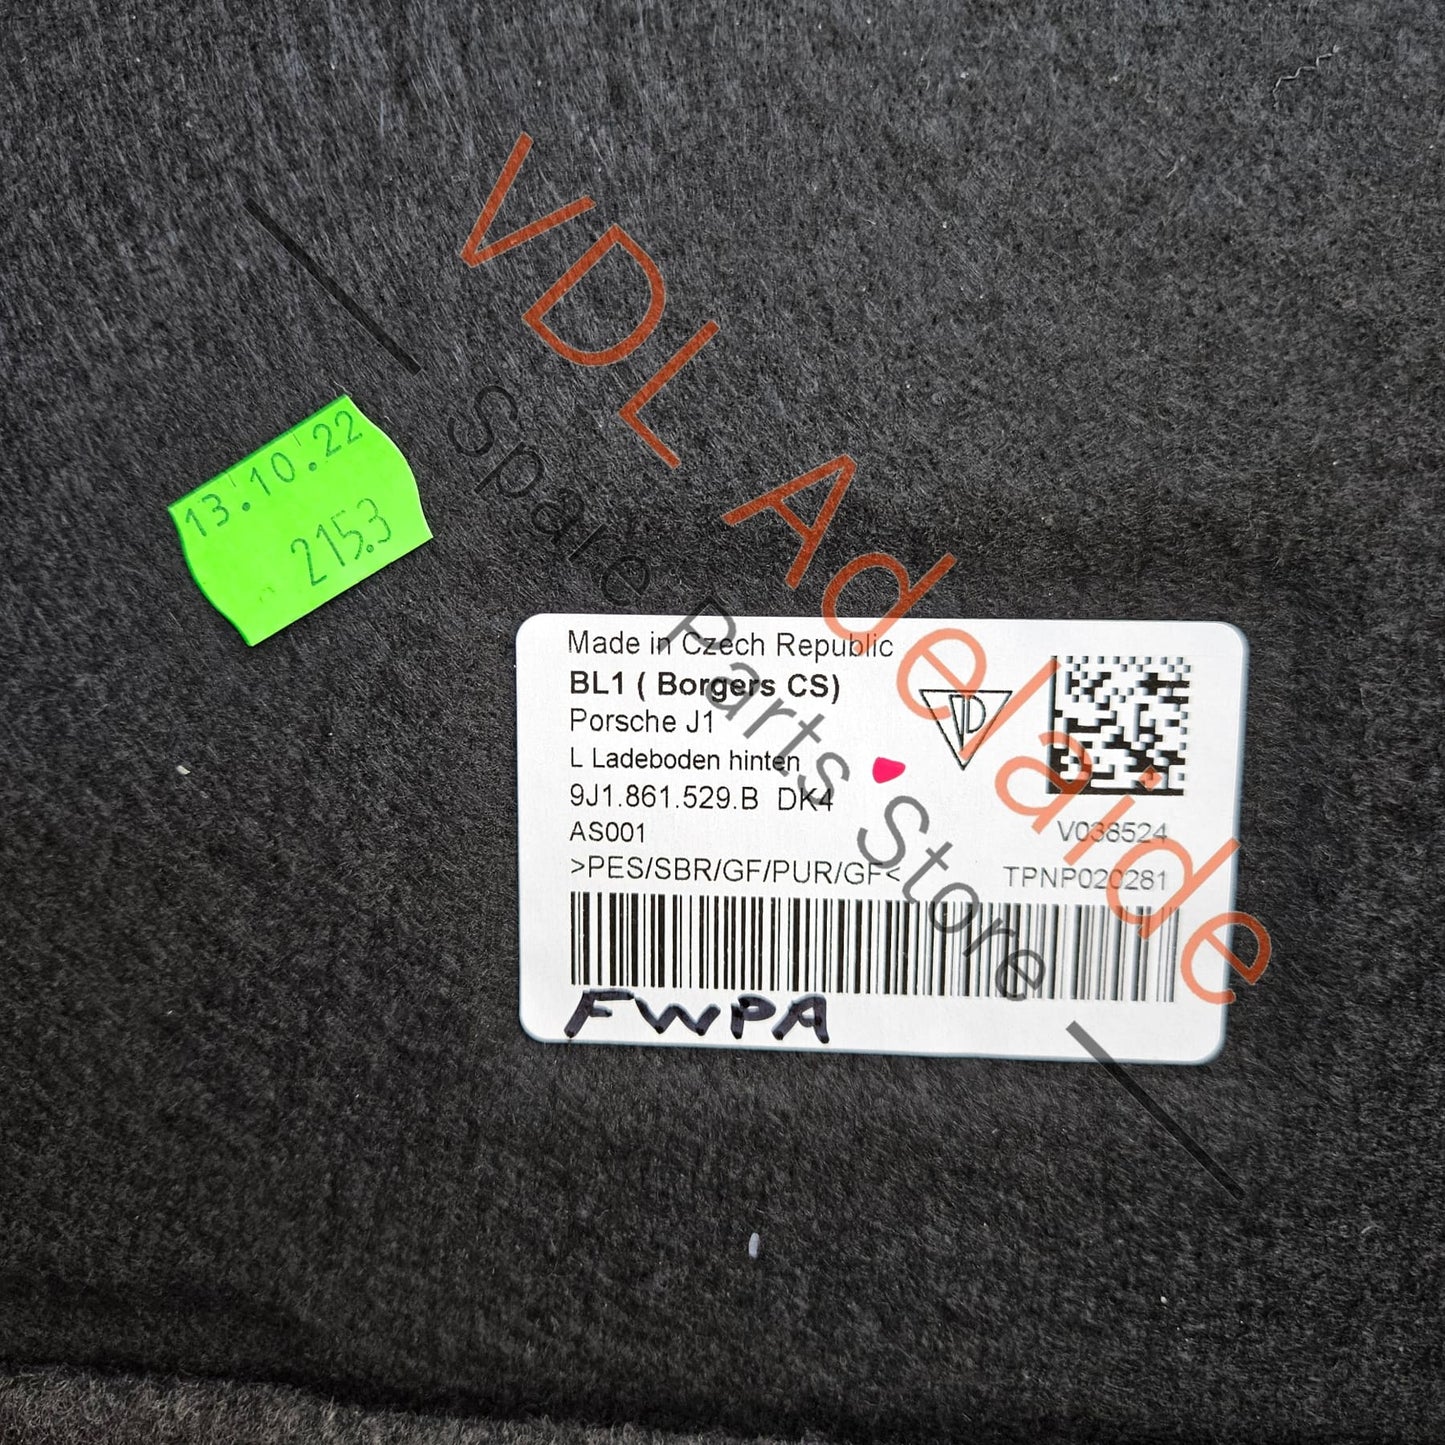 VDL Adelaide
Spare Parts Store
13.10.22
215.3
Made in Czech Republic
BL1 ( Borgers CS)
Porsche J1
L Ladeboden hinten
9J1.861.529.B DK4
AS001
>PES/SBR/GF/PUR/GF<
V038524
TPNP020281
FWPA